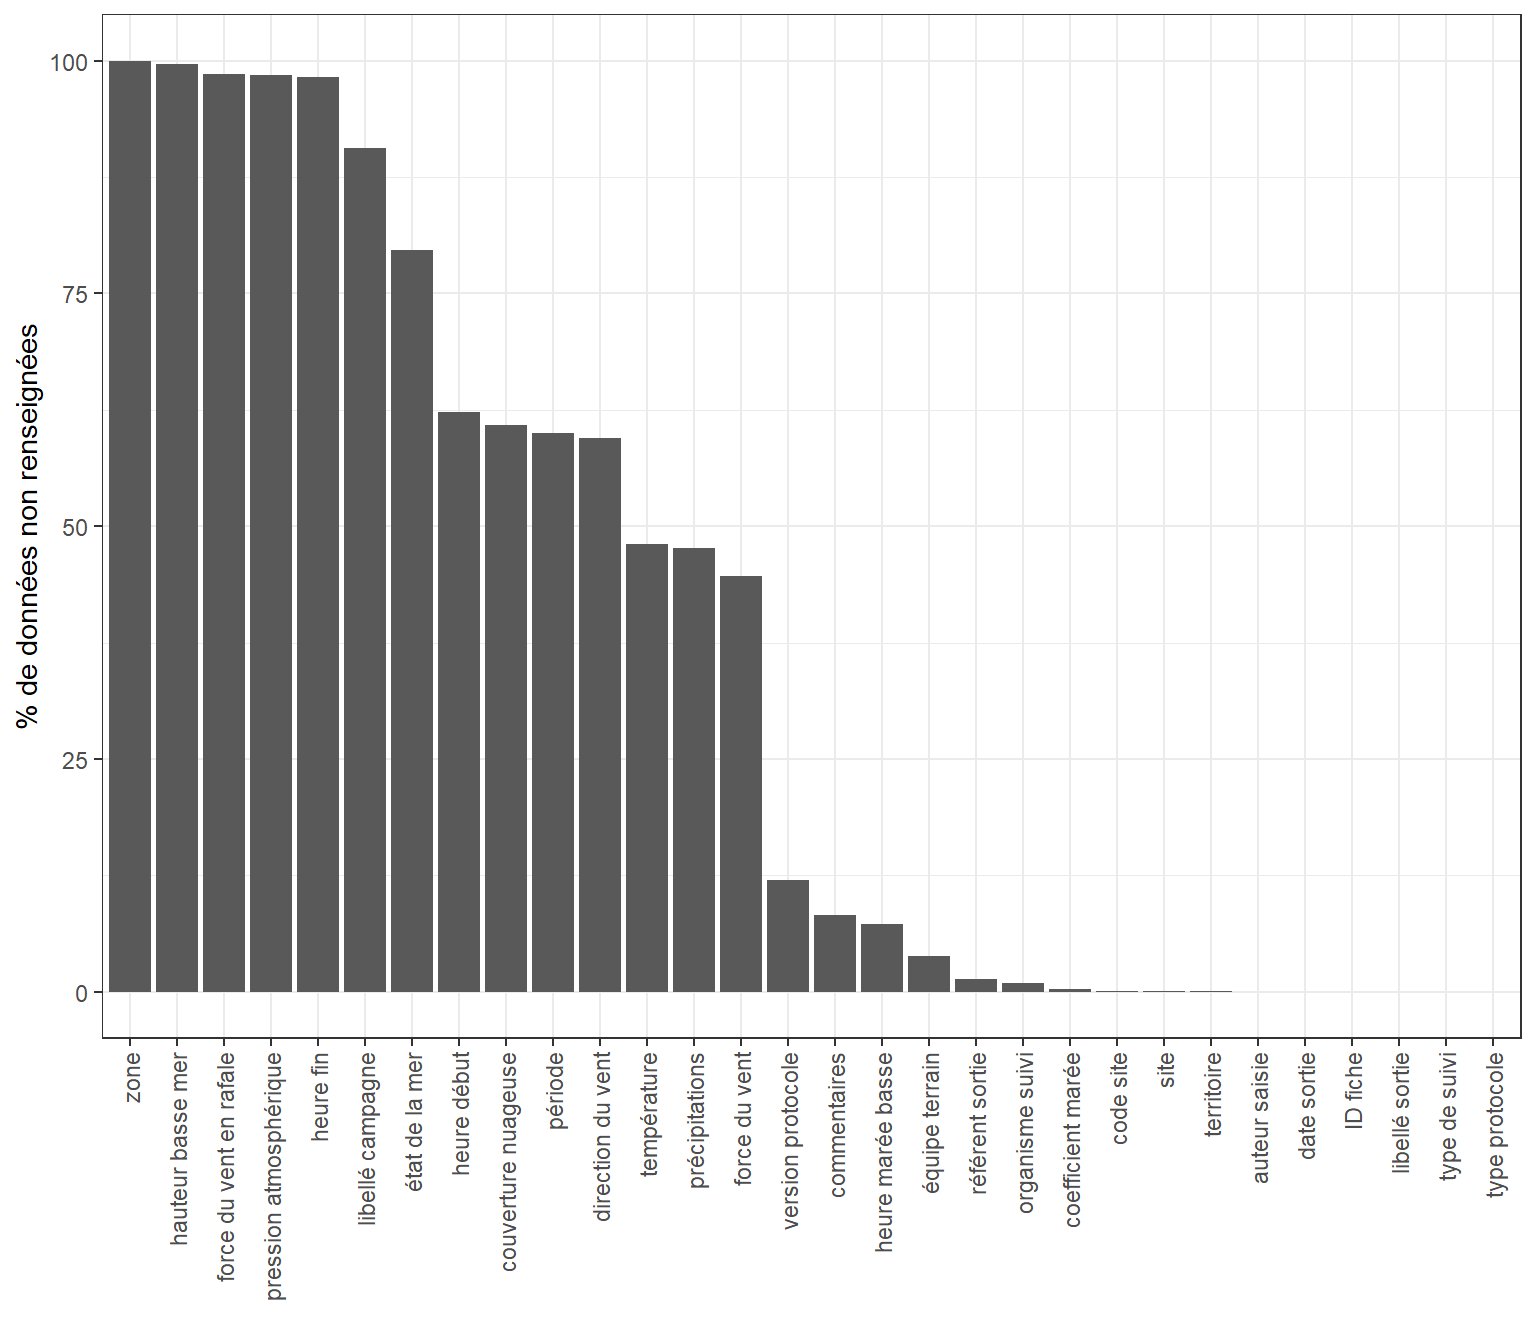 % de données non renseignées
100
75
50
25
0
zone
hauteur basse mer
force du vent en rafale
pression atmosphérique
heure fin
libellé campagne
état de la mer
heure début
couverture nuageuse
période
direction du vent
température
précipitations
force du vent
version protocole
commentaires
heure marée basse
équipe terrain
référent sortie
organisme suivi
coefficient marée
code site
site
territoire
auteur saisie
date sortie
ID fiche
libellé sortie
type de suivi
type protocole